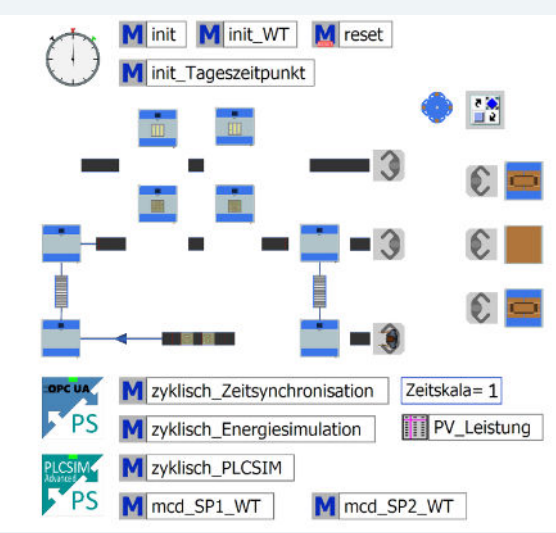 M init M init_WT M reset
M init_Tageszeitpunkt
OPC UA
PS
M zyklisch_Zeitsynchronisation Zeitskala= 1
M zyklisch_Energiesimulation PV_Leistung
PLCSIM
Advanced
PS
M zyklisch_PLCSIM
M mcd_SP1_WT M mcd_SP2_WT